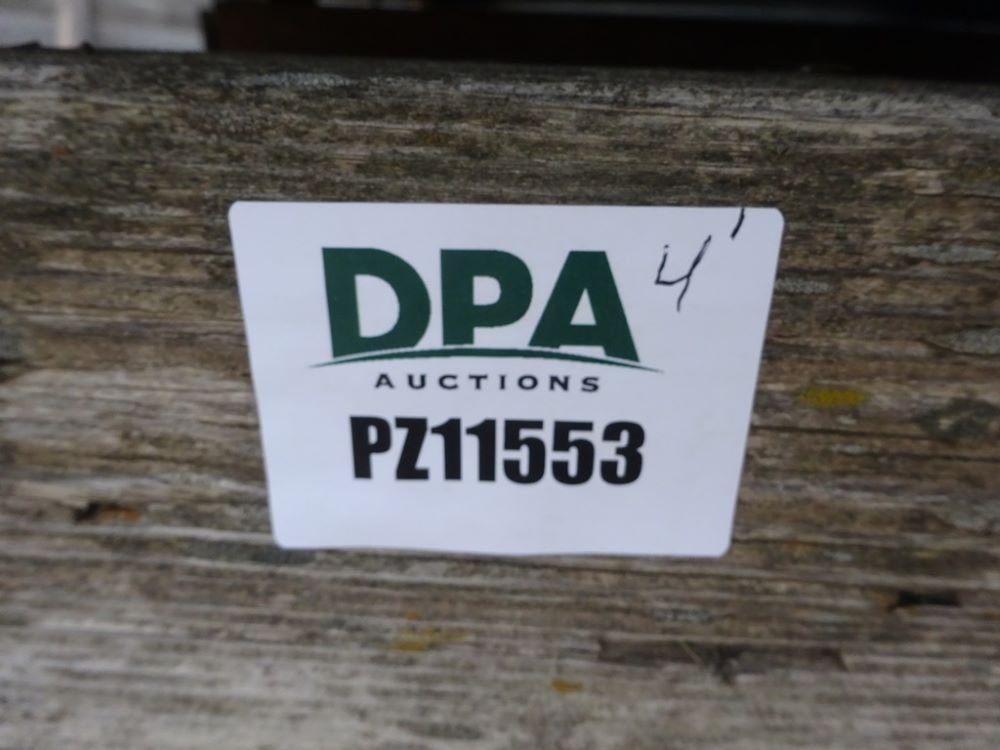 4'
DPA
AUCTIONS
PZ11553